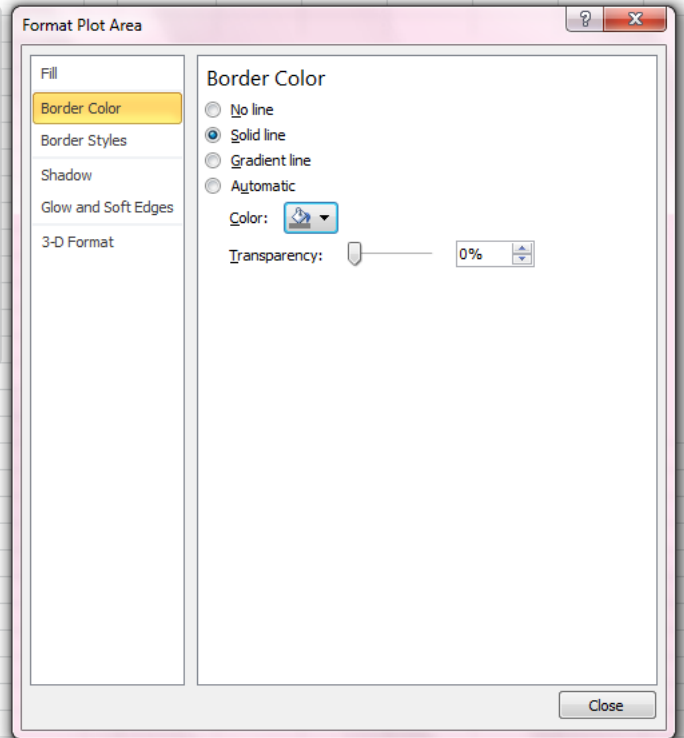 Format Plot Area
?
X
Fill
Border Color
Border Styles
Shadow
Glow and Soft Edges
3-D Format
Border Color
No line
Solid line
Gradient line
Automatic
Color:
Transparency: 0%
Close